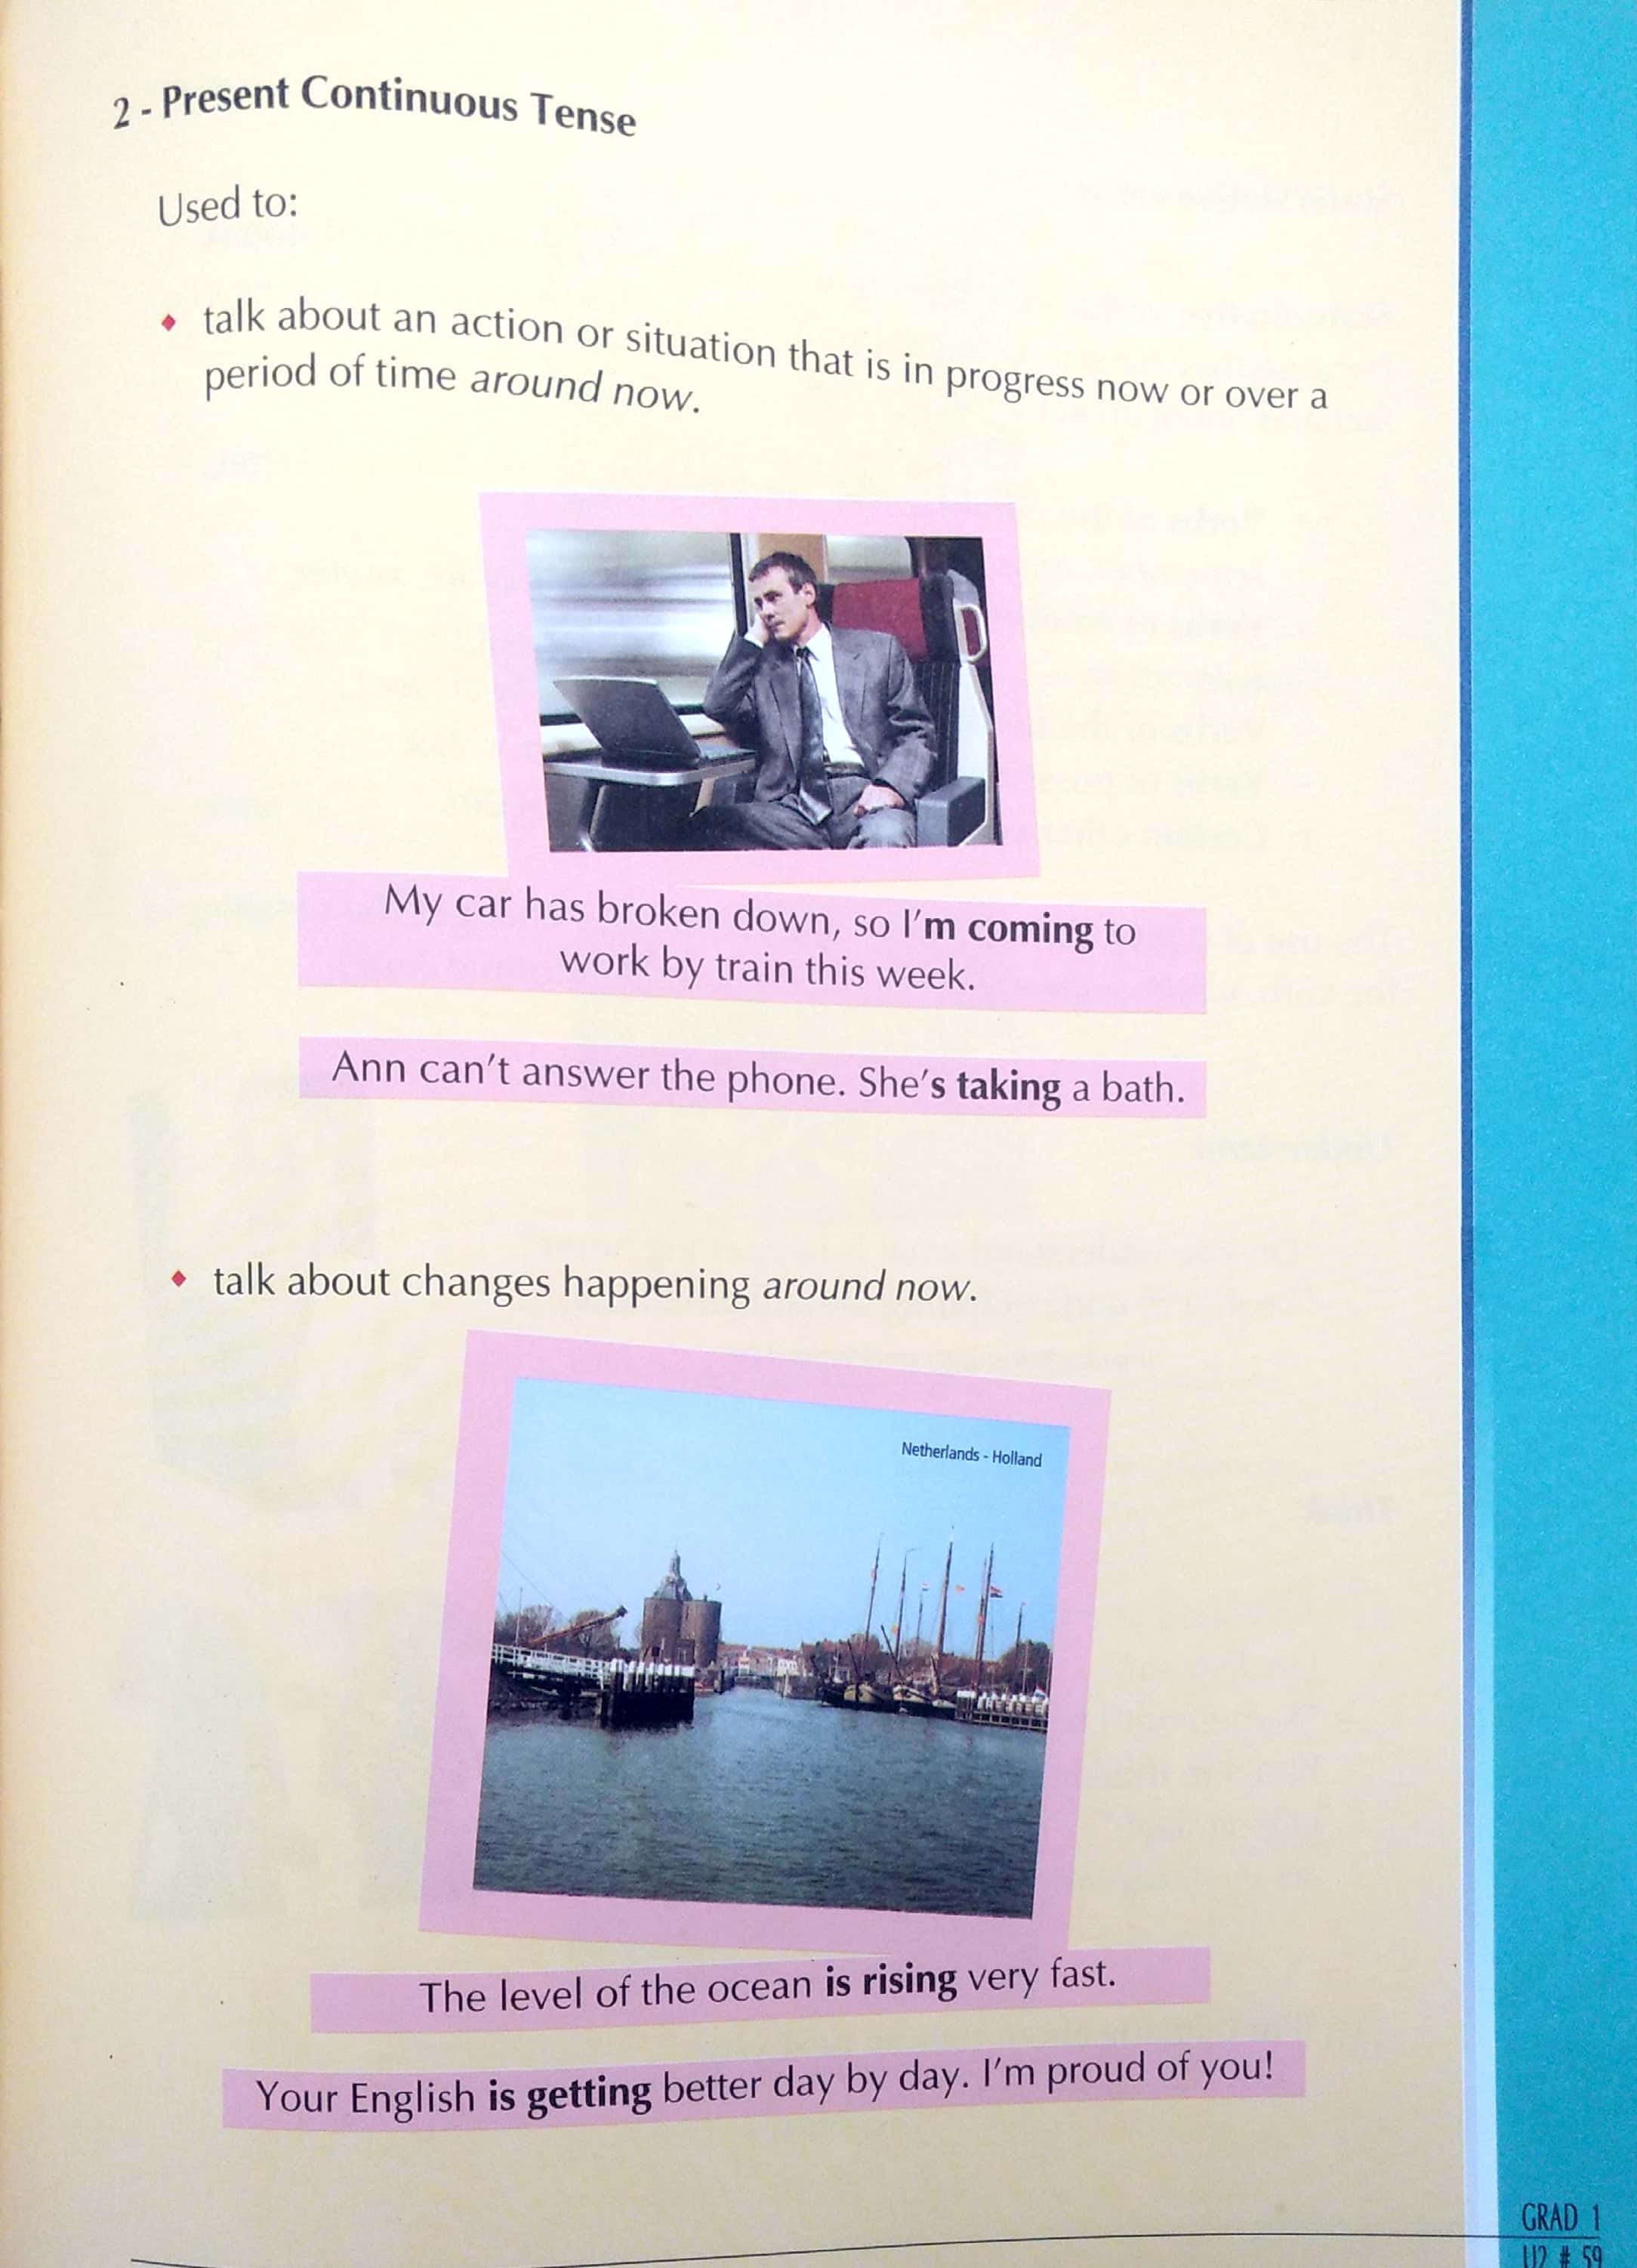 2 - Present Continuous Tense
Used to:
♦ talk about an action or situation that is in progress now or over a
period of time around now.
My car has broken down, so I'm coming to
work by train this week.
Ann can't answer the phone. She's taking a bath.
♦ talk about changes happening around now.
Netherlands - Holland
The level of the ocean is rising very fast.
Your English is getting better day by day. I'm proud of you!
GRAD 1
U2 # 59